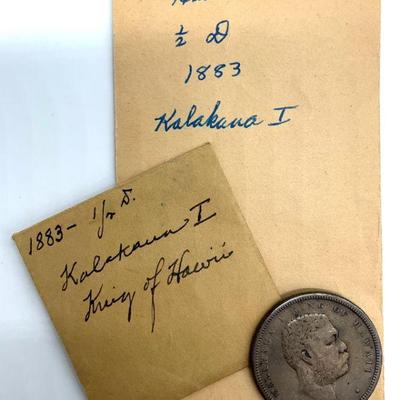 ½ D
1883
Kalakaua I
1883- 1/2 D.
Kalakaua I
King of Hawii